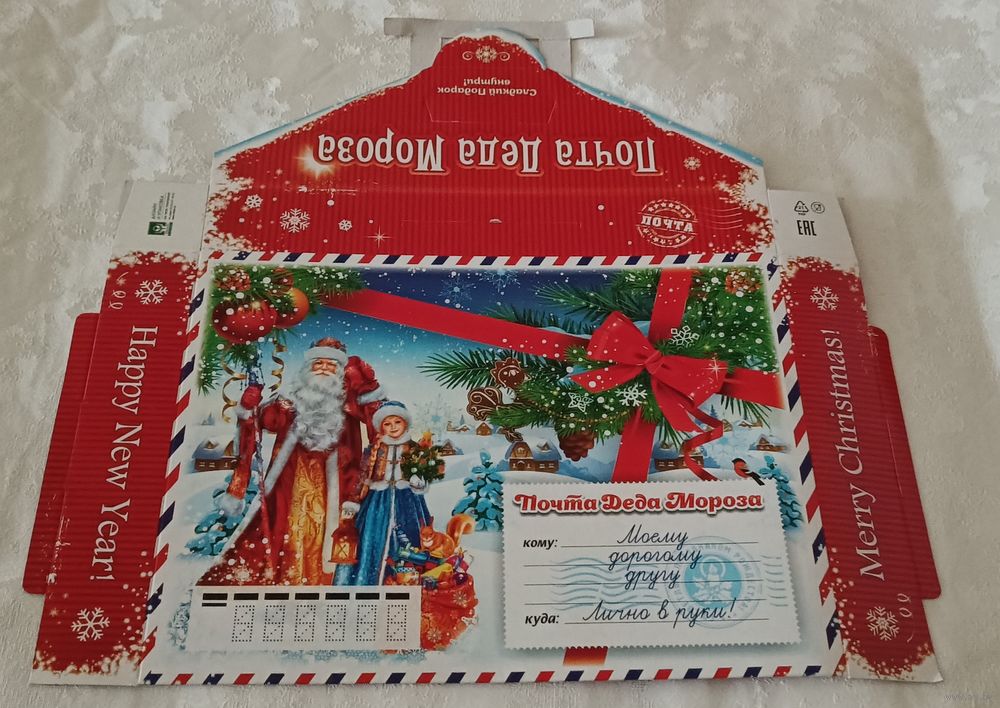 Сладкий Подарок
внутри!
Почта Деда Мороза
ПОЧТА
EAC
Happy New Year!
Merry Christmas!
Почта Деда Мороза
кому: Моему
дорогому
другу
куда: Лично в руки!